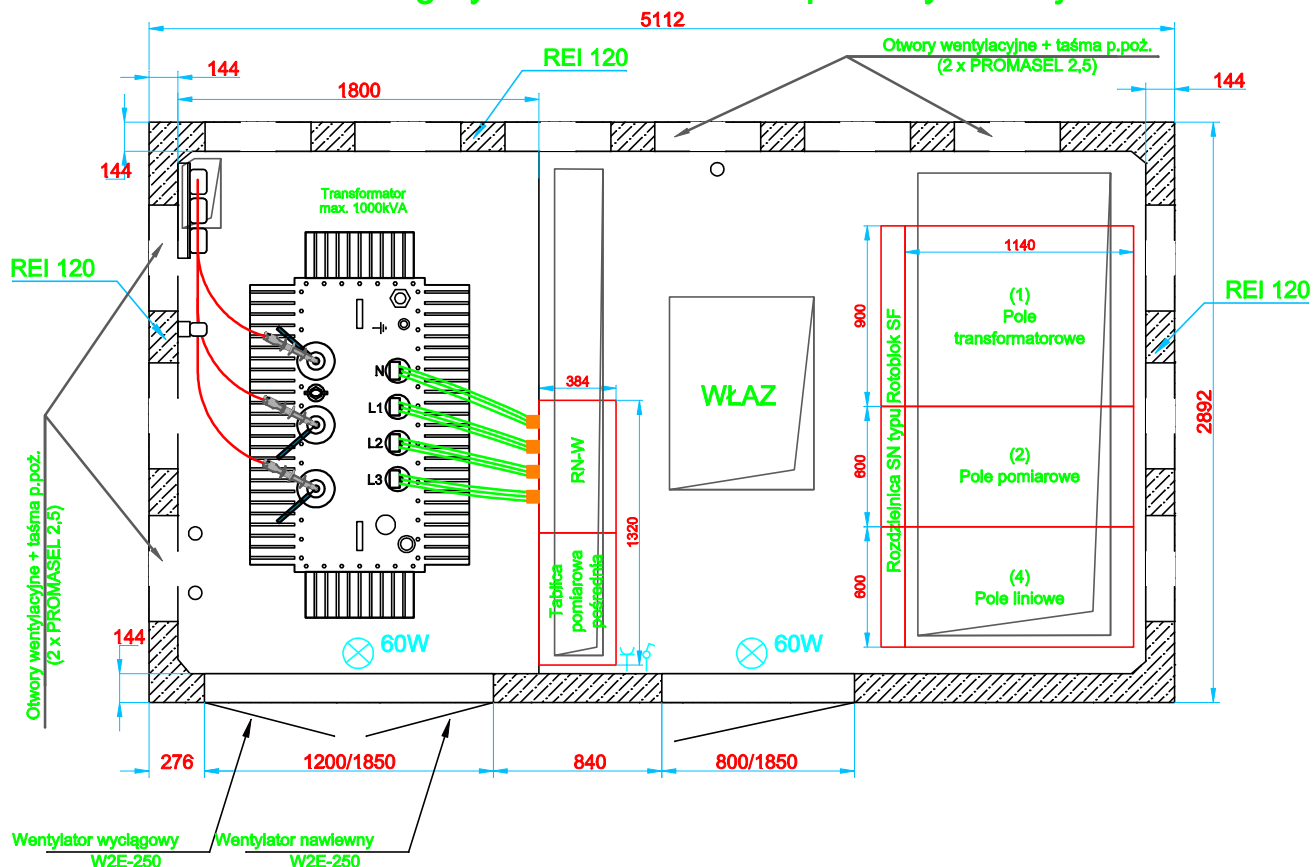 5112
Otwory wentylacyjne + taśma p.poż.
(2 x PROMASEL 2,5)
REI 120
144
144
1800
144
Transformator
max. 1000kVA
REI 120
REI 120
1140
(1)
Pole
transformatorowe
900
N
L1
L2
L3
384
WŁAZ
2892
RN-W
Rozdzielnica SN typu Rotoblok SF
(2)
Pole pomiarowe
600
1320
Otwory wentylacyjne + taśma p.poż.
(2 x PROMASEL 2,5)
Tablica
pomiarowa
pośrednia
(4)
Pole liniowe
600
144
60W
60W
276
1200/1850
840
800/1850
Wentylator wyciągowy
W2E-250
Wentylator nawiewny
W2E-250